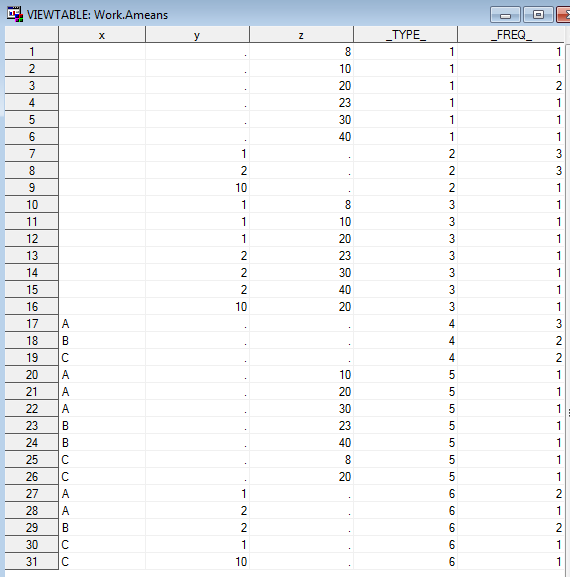 VIEWTABLE: Work.Ameans
x y z _TYPE_ _FREQ_
1 . 8 1 1
2 . 10 1 1
3 . 20 1 2
4 . 23 1 1
5 . 30 1 1
6 . 40 1 1
7 1 . 2 3
8 2 . 2 3
9 10 . 2 1
10 1 8 3 1
11 1 10 3 1
12 1 20 3 1
13 2 23 3 1
14 2 30 3 1
15 2 40 3 1
16 10 20 3 1
17 A . . 4 3
18 B . . 4 2
19 C . . 4 2
20 A . 10 5 1
21 A . 20 5 1
22 A . 30 5 1
23 B . 23 5 1
24 B . 40 5 1
25 C . 8 5 1
26 C . 20 5 1
27 A 1 . 6 2
28 A 2 . 6 1
29 B 2 . 6 2
30 C 1 . 6 1
31 C 10 . 6 1